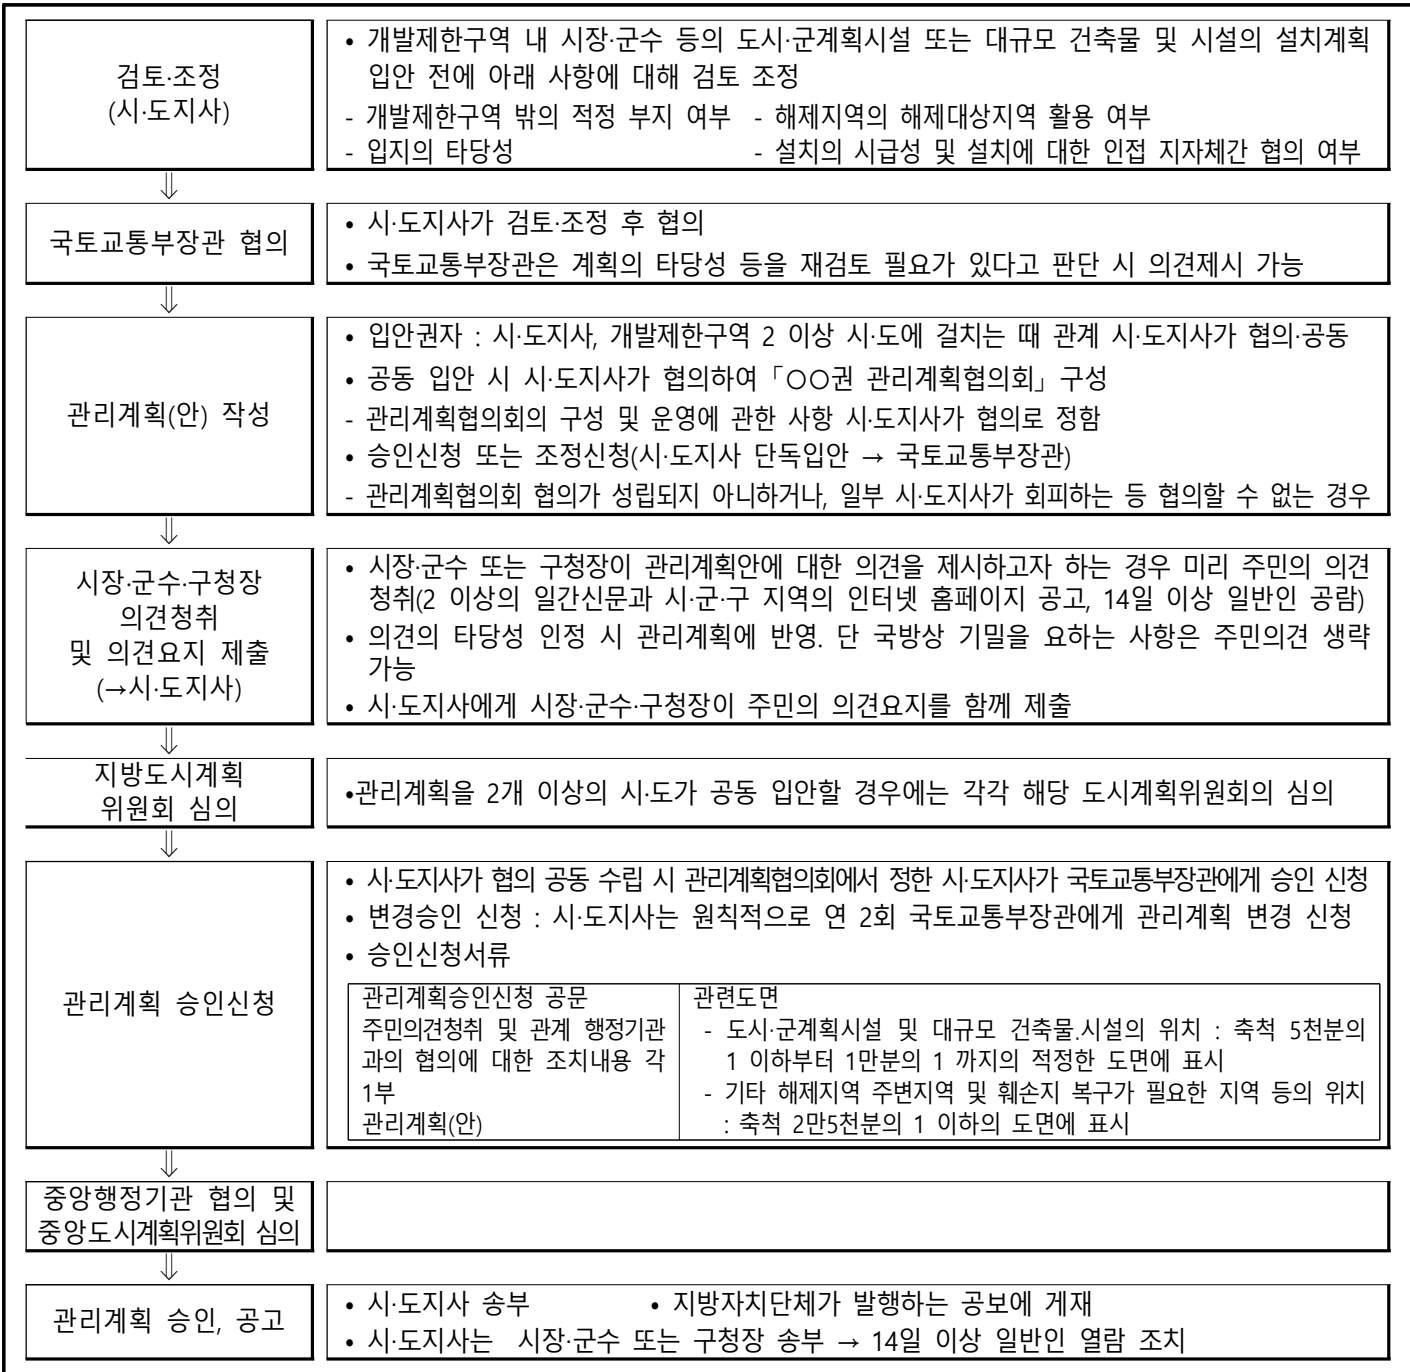 검토·조정
(시·도지사)
• 개발제한구역 내 시장·군수 등의 도시·군계획시설 또는 대규모 건축물 및 시설의 설치계획
입안 전에 아래 사항에 대해 검토 조정
- 개발제한구역 밖의 적정 부지 여부 - 해제지역의 해제대상지역 활용 여부
- 입지의 타당성 - 설치의 시급성 및 설치에 대한 인접 지자체간 협의 여부
⇓
국토교통부장관 협의
• 시·도지사가 검토·조정 후 협의
• 국토교통부장관은 계획의 타당성 등을 재검토 필요가 있다고 판단 시 의견제시 가능
⇓
관리계획(안) 작성
• 입안권자 : 시·도지사, 개발제한구역 2 이상 시·도에 걸치는 때 관계 시·도지사가 협의·공동
• 공동 입안 시 시·도지사가 협의하여 「○○권 관리계획협의회」 구성
- 관리계획협의회의 구성 및 운영에 관한 사항 시·도지사가 협의로 정함
• 승인신청 또는 조정신청(시·도지사 단독입안 → 국토교통부장관)
- 관리계획협의회 협의가 성립되지 아니하거나, 일부 시·도지사가 회피하는 등 협의할 수 없는 경우
⇓
시장·군수·구청장
의견청취
및 의견요지 제출
(→시·도지사)
• 시장·군수 또는 구청장이 관리계획안에 대한 의견을 제시하고자 하는 경우 미리 주민의 의견
청취(2 이상의 일간신문과 시·군·구 지역의 인터넷 홈페이지 공고, 14일 이상 일반인 공람)
• 의견의 타당성 인정 시 관리계획에 반영. 단 국방상 기밀을 요하는 사항은 주민의견 생략
가능
• 시·도지사에게 시장·군수·구청장이 주민의 의견요지를 함께 제출
⇓
지방도시계획
위원회 심의
•관리계획을 2개 이상의 시·도가 공동 입안할 경우에는 각각 해당 도시계획위원회의 심의
⇓
관리계획 승인신청
• 시·도지사가 협의 공동 수립 시 관리계획협의회에서 정한 시·도지사가 국토교통부장관에게 승인 신청
• 변경승인 신청 : 시·도지사는 원칙적으로 연 2회 국토교통부장관에게 관리계획 변경 신청
• 승인신청서류
관리계획승인신청 공문
주민의견청취 및 관계 행정기관
과의 협의에 대한 조치내용 각
1부
관리계획(안)
관련도면
- 도시·군계획시설 및 대규모 건축물.시설의 위치 : 축척 5천분의
1 이하부터 1만분의 1 까지의 적정한 도면에 표시
- 기타 해제지역 주변지역 및 훼손지 복구가 필요한 지역 등의 위치
: 축척 2만5천분의 1 이하의 도면에 표시
⇓
중앙행정기관 협의 및
중앙도시계획위원회 심의
⇓
관리계획 승인, 공고
• 시·도지사 송부 • 지방자치단체가 발행하는 공보에 게재
• 시·도지사는 시장·군수 또는 구청장 송부 → 14일 이상 일반인 열람 조치